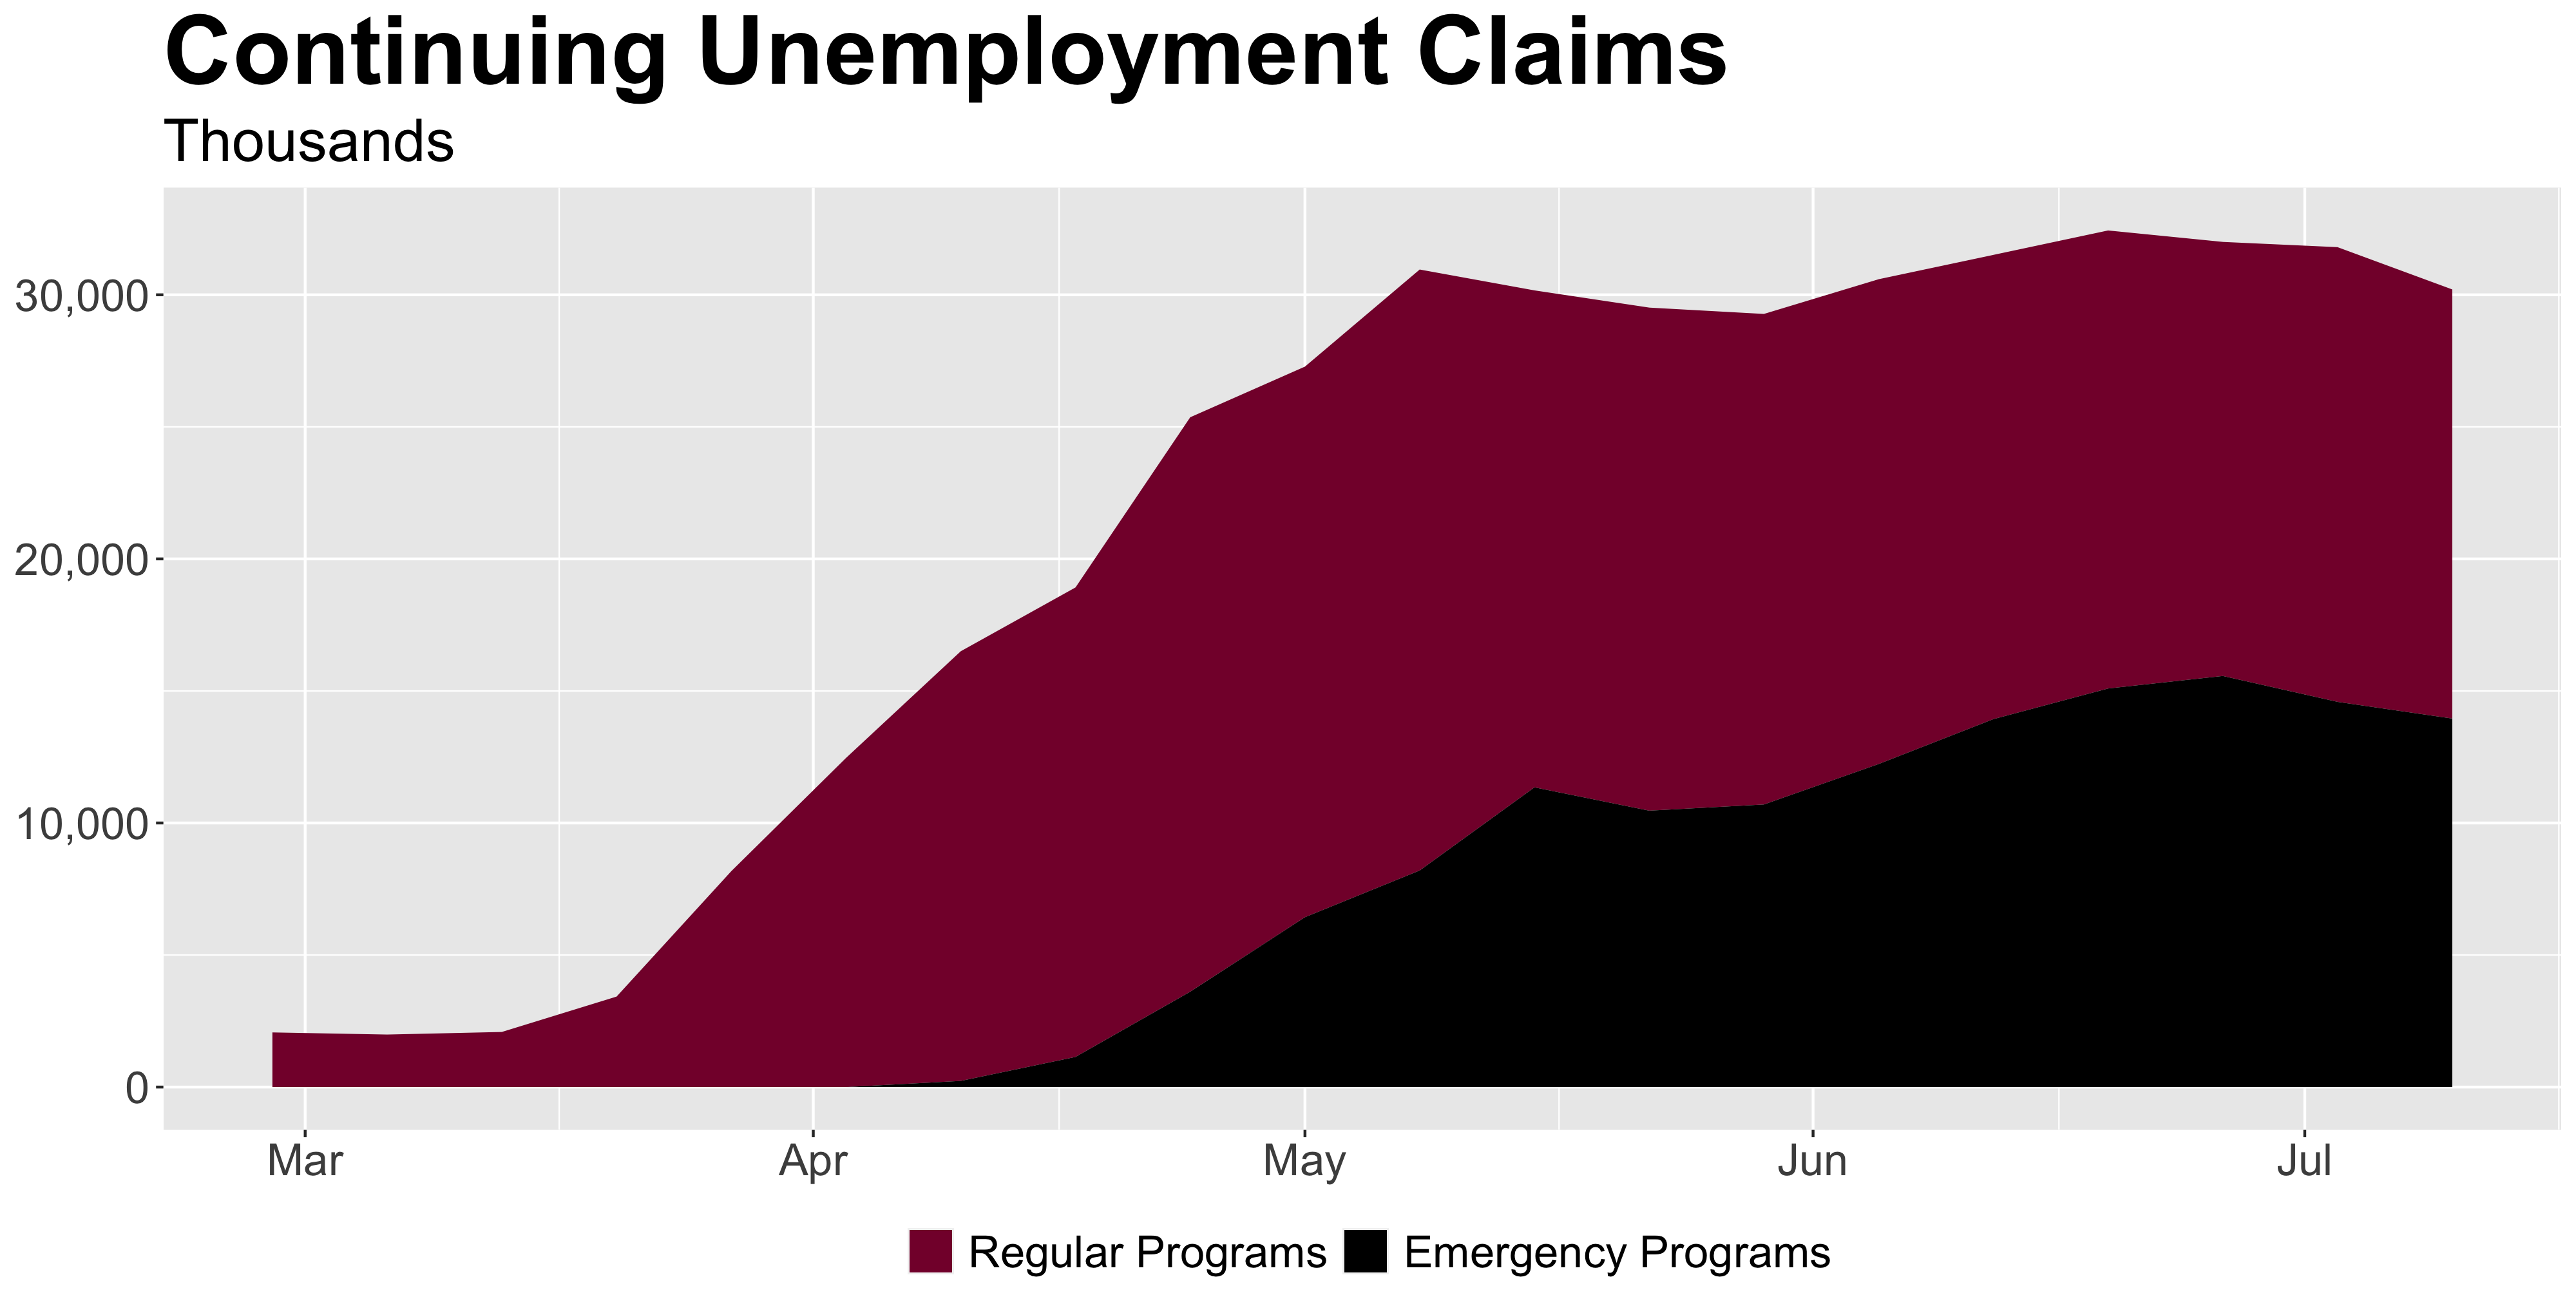 Continuing Unemployment Claims
Thousands
30,000
20,000
10,000
0
Mar Apr May Jun Jul
Regular Programs Emergency Programs